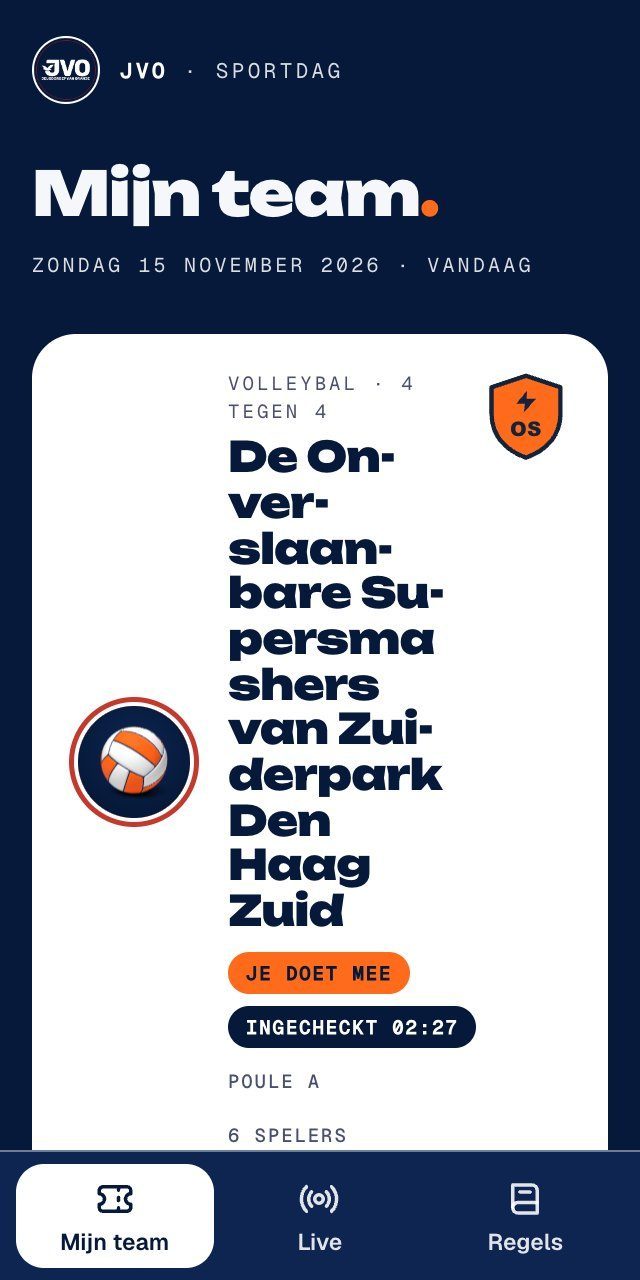 JVO
JVO · SPORTDAG
Mijn team.
ZONDAG 15 NOVEMBER 2026 · VANDAAG
VOLLEYBAL · 4
TEGEN 4
OS
De On-
ver-
slaan-
bare Su-
persma
shers
van Zui-
derpark
Den
Haag
Zuid
JE DOET MEE
INGECHECKT 02:27
POULE A
6 SPELERS
Mijn team
Live
Regels